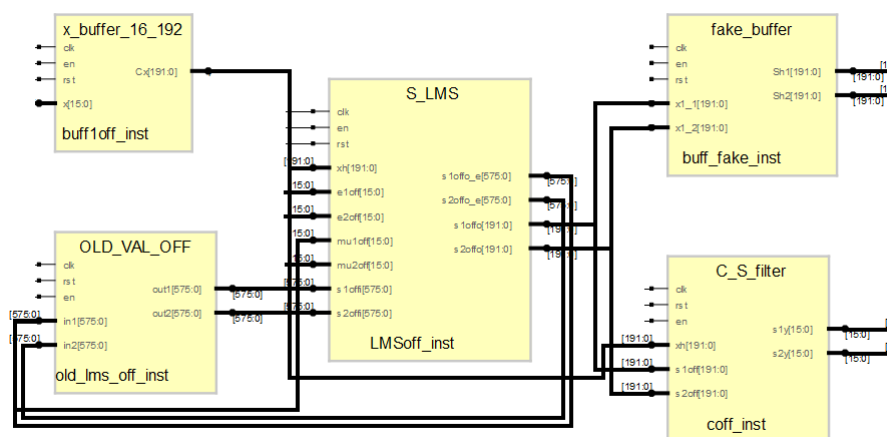 x_buffer_16_192
clk
en
rst
x[15:0]
Cx[191:0]
buff1off_inst
OLD_VAL_OFF
clk
rst
en
in1[575:0]
in2[575:0]
out1[575:0]
out2[575:0]
[575:0]
[575:0]
[575:0]
old_lms_off_inst
S_LMS
clk
en
rst
[191:0]
xh[191:0]
15:0]
e1off[15:0]
15:0]
e2off[15:0]
15:0]
mu1off[15:0]
mu2off[15:0]
s1offi[575:0]
s2offi[575:0]
s1offo_e[575:0]
s2offo_e[575:0]
s1offo[191:0]
s2offo[191:0]
LMSoff_inst
fake_buffer
clk
en
rst
x1_1[191:0]
x1_2[191:0]
Sh1[191:0]
Sh2[191:0]
[191:0]
[191:0]
buff_fake_inst
C_S_filter
clk
rst
en
[191:0]
xh[191:0]
[191:0]
s1off[191:0]
[191:0]
s2off[191:0]
s1y[15:0]
s2y[15:0]
[15:0]
[15:0]
coff_inst